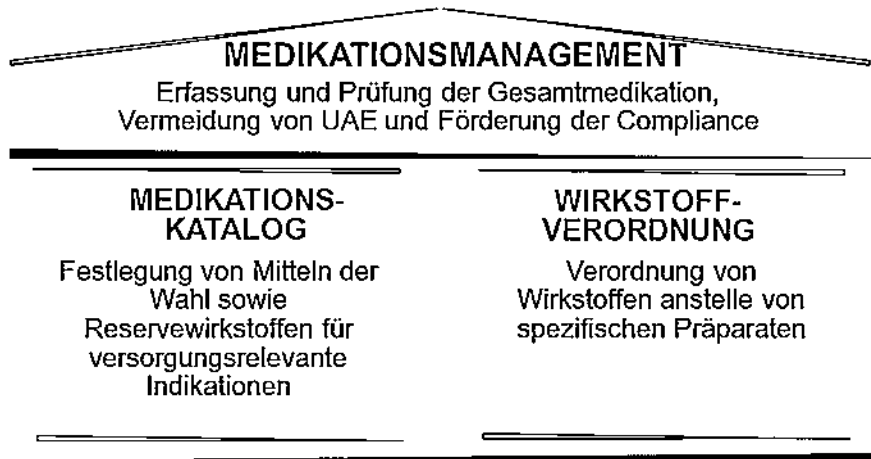 MEDIKATIONSMANAGEMENT
Erfassung und Prüfung der Gesamtmedikation,
Vermeidung von UAE und Förderung der Compliance
MEDIKATIONS-
KATALOG
Festlegung von Mitteln der
Wahl sowie
Reservewirkstoffen für
versorgungsrelevante
Indikationen
WIRKSTOFF-
VERORDNUNG
Verordnung von
Wirkstoffen anstelle von
spezifischen Präparaten